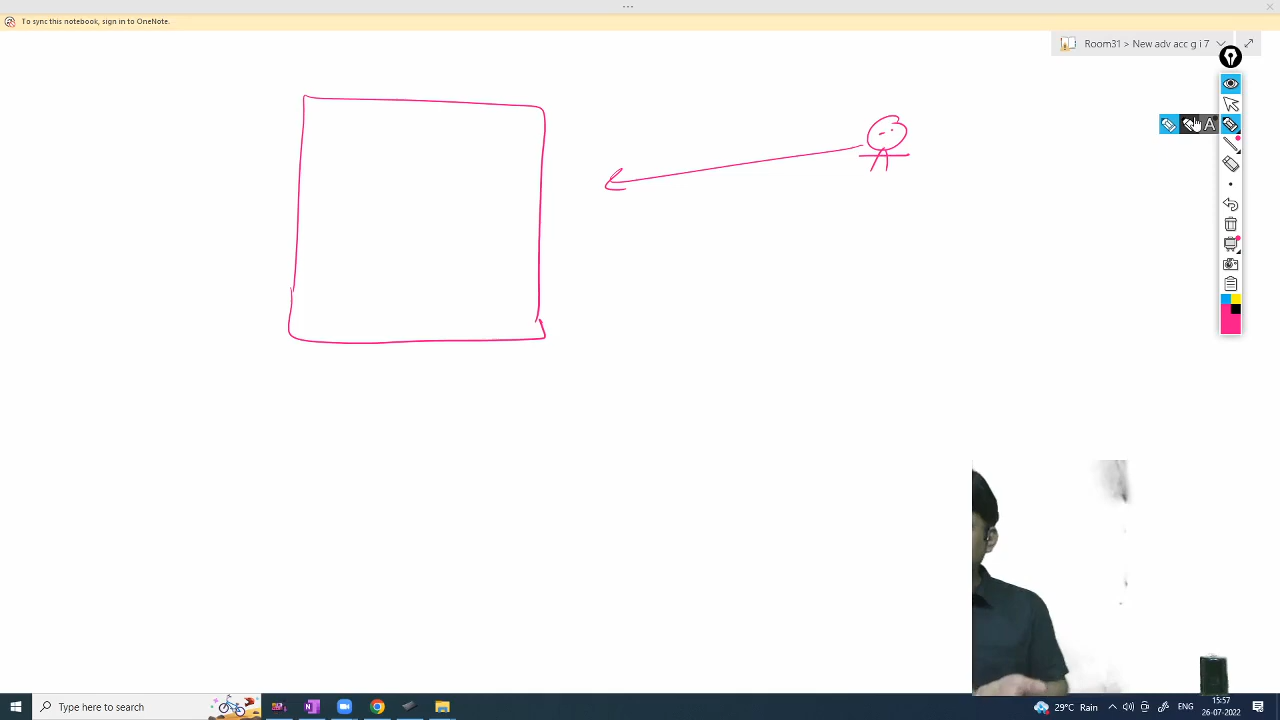 To sync this notebook, sign in to OneNote.
Room31 > New adv acc g i 7
A
Type here to search
29°C Rain
ENG
15:57
26-07-2022